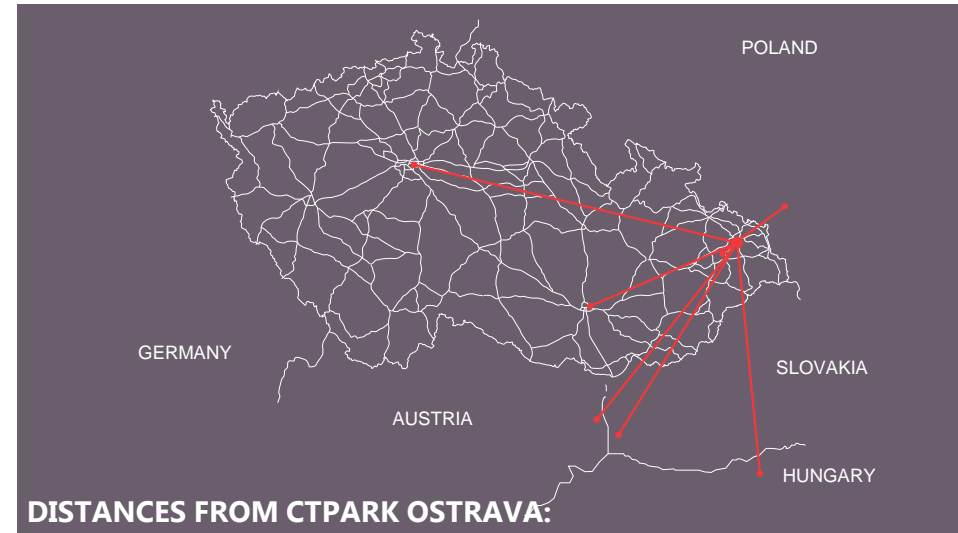 POLAND
GERMANY
SLOVAKIA
AUSTRIA
HUNGARY
DISTANCES FROM CTPARK OSTRAVA: